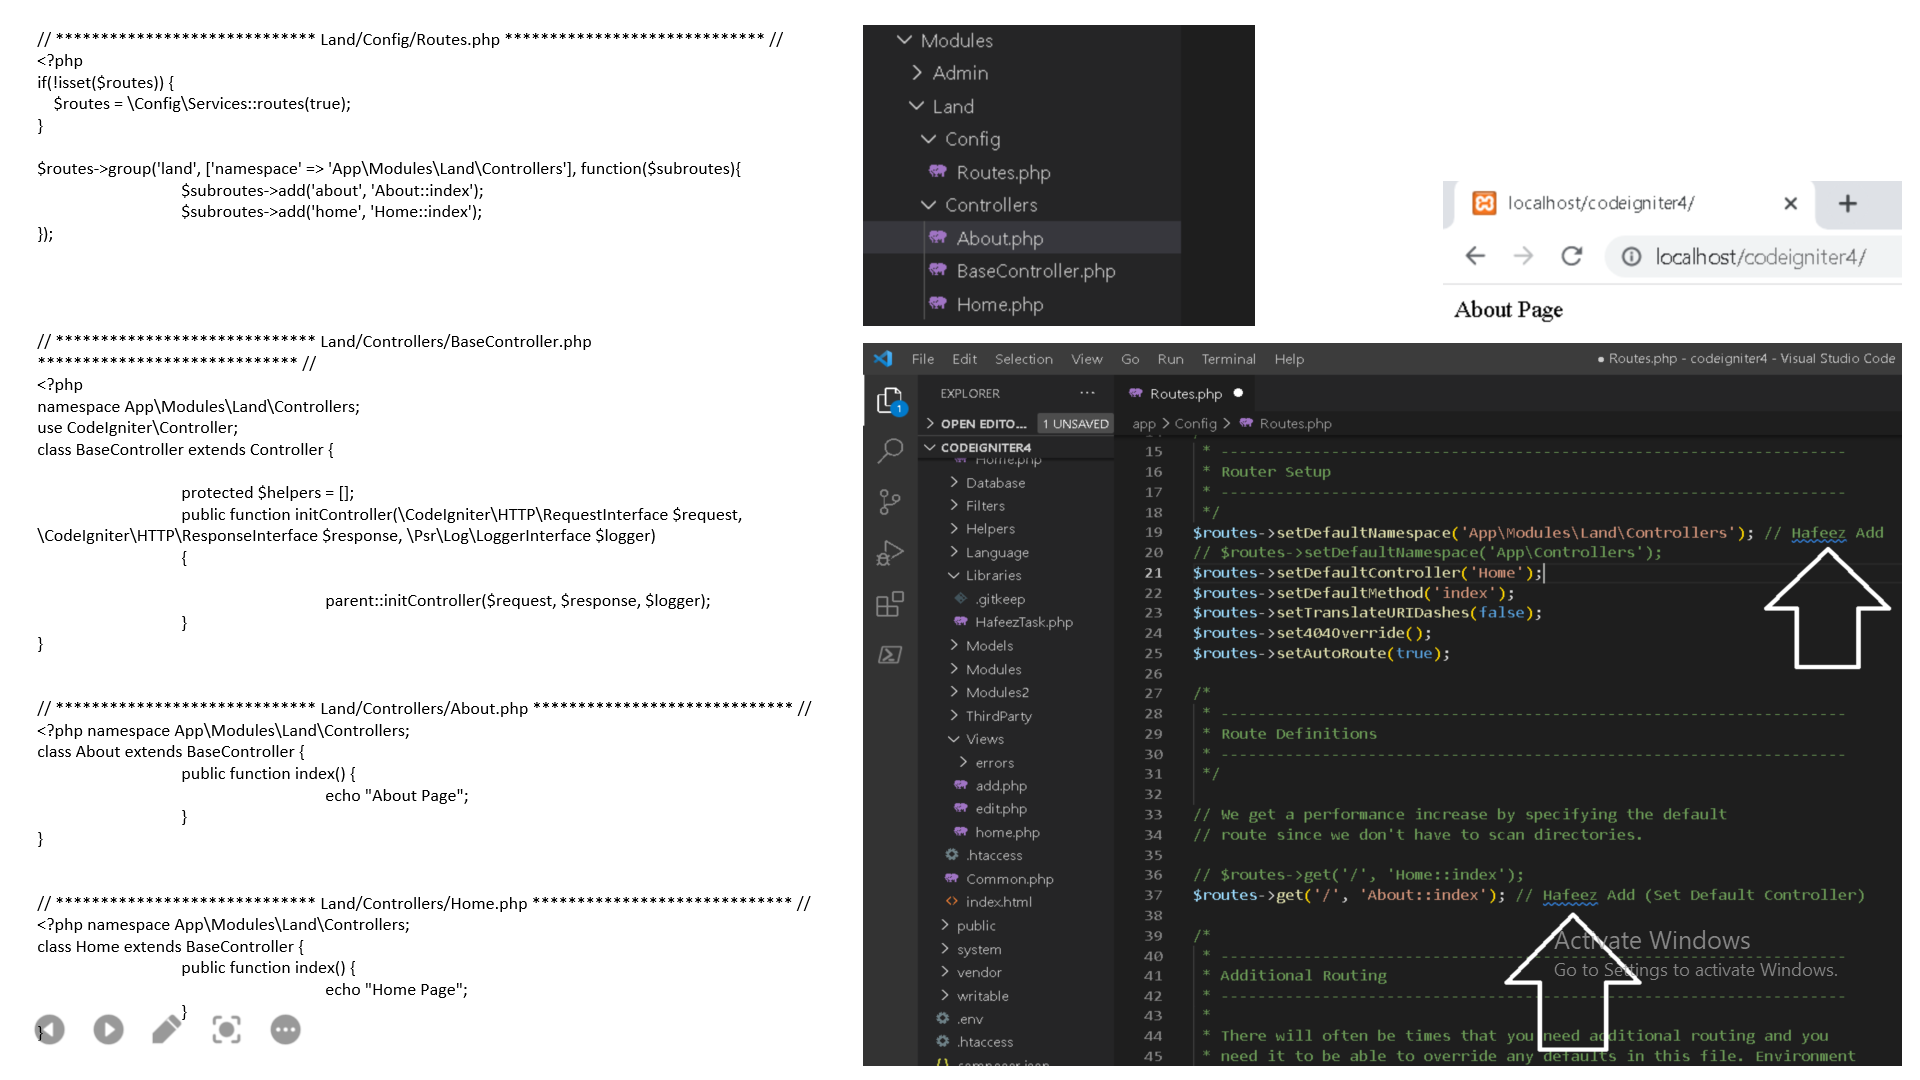 // ***************************** Land/Config/Routes.php ***************************** //
<?php
if(!isset($routes)) {
$routes = \Config\Services::routes(true);
}
$routes->group('land', ['namespace' => 'App\Modules\Land\Controllers'], function($subroutes){
$subroutes->add('about', 'About::index');
$subroutes->add('home', 'Home::index');
});
// ***************************** Land/Controllers/BaseController.php
***************************** //
<?php
namespace App\Modules\Land\Controllers;
use CodeIgniter\Controller;
class BaseController extends Controller {
protected $helpers = [];
public function initController(\CodeIgniter\HTTP\RequestInterface $request,
\CodeIgniter\HTTP\ResponseInterface $response, \Psr\Log\LoggerInterface $logger)
{
parent::initController($request, $response, $logger);
}
}
// ***************************** Land/Controllers/About.php ***************************** //
<?php namespace App\Modules\Land\Controllers;
class About extends BaseController {
public function index() {
echo "About Page";
}
}
// ***************************** Land/Controllers/Home.php ***************************** //
<?php namespace App\Modules\Land\Controllers;
class Home extends BaseController {
public function index() {
echo "Home Page";
}
}
Modules
Admin
Land
Config
Routes.php
Controllers
About.php
BaseController.php
Home.php
localhost/codeigniter4/
localhost/codeigniter4/
About Page
File Edit Selection View Go Run Terminal Help
● Routes.php - codeigniter4 - Visual Studio Code
EXPLORER ···
1
OPEN EDITO... 1 UNSAVED
CODEIGNITER4
Home.php
Database
Filters
Helpers
Language
Libraries
.gitkeep
HafeezTask.php
Models
Modules
Modules2
ThirdParty
Views
errors
add.php
edit.php
home.php
.htaccess
Common.php
index.html
public
system
vendor
writable
.env
.htaccess
composer.json
Routes.php ●
app > Config > Routes.php
15 * --------------------------------------------------------------------
16 * Router Setup
17 * --------------------------------------------------------------------
18 */
19 $routes->setDefaultNamespace('App\Modules\Land\Controllers'); // Hafeez Add
20 // $routes->setDefaultNamespace('App\Controllers');
21 $routes->setDefaultController('Home');
22 $routes->setDefaultMethod('index');
23 $routes->setTranslateURIDashes(false);
24 $routes->set404Override();
25 $routes->setAutoRoute(true);
26
27 /*
28 * --------------------------------------------------------------------
29 * Route Definitions
30 * --------------------------------------------------------------------
31 */
32
33 // We get a performance increase by specifying the default
34 // route since we don't have to scan directories.
35
36 // $routes->get('/', 'Home::index');
37 $routes->get('/', 'About::index'); // Hafeez Add (Set Default Controller)
38
39 /*
40 * --------------------------------------------------------------------
41 * Additional Routing
42 * --------------------------------------------------------------------
43 *
44 * There will often be times that you need additional routing and you
45 * need it to be able to override any defaults in this file. Environment
Activate Windows
Go to Settings to activate Windows.